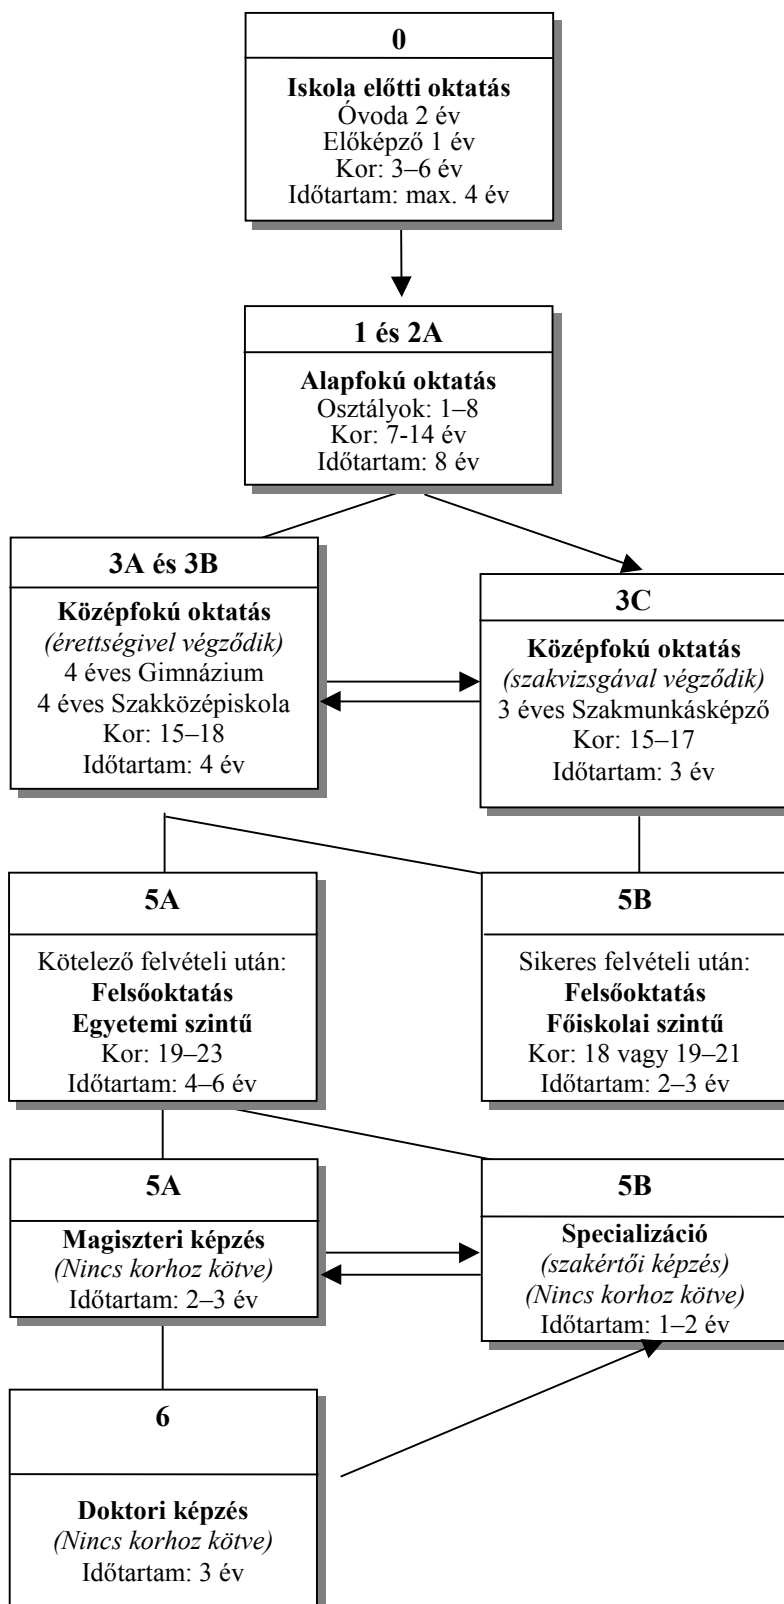 0
Iskola előtti oktatás
Óvoda 2 év
Előképző 1 év
Kor: 3–6 év
Időtartam: max. 4 év
1 és 2A
Alapfokú oktatás
Osztályok: 1–8
Kor: 7-14 év
Időtartam: 8 év
3A és 3B
Középfokú oktatás
(érettségivel végződik)
4 éves Gimnázium
4 éves Szakközépiskola
Kor: 15–18
Időtartam: 4 év
3C
Középfokú oktatás
(szakvizsgával végződik)
3 éves Szakmunkásképző
Kor: 15–17
Időtartam: 3 év
5A
Kötelező felvételi után:
Felsőoktatás
Egyetemi szintű
Kor: 19–23
Időtartam: 4–6 év
5B
Sikeres felvételi után:
Felsőoktatás
Főiskolai szintű
Kor: 18 vagy 19–21
Időtartam: 2–3 év
5A
Magiszteri képzés
(Nincs korhoz kötve)
Időtartam: 2–3 év
5B
Specializáció
(szakértői képzés)
(Nincs korhoz kötve)
Időtartam: 1–2 év
6
Doktori képzés
(Nincs korhoz kötve)
Időtartam: 3 év